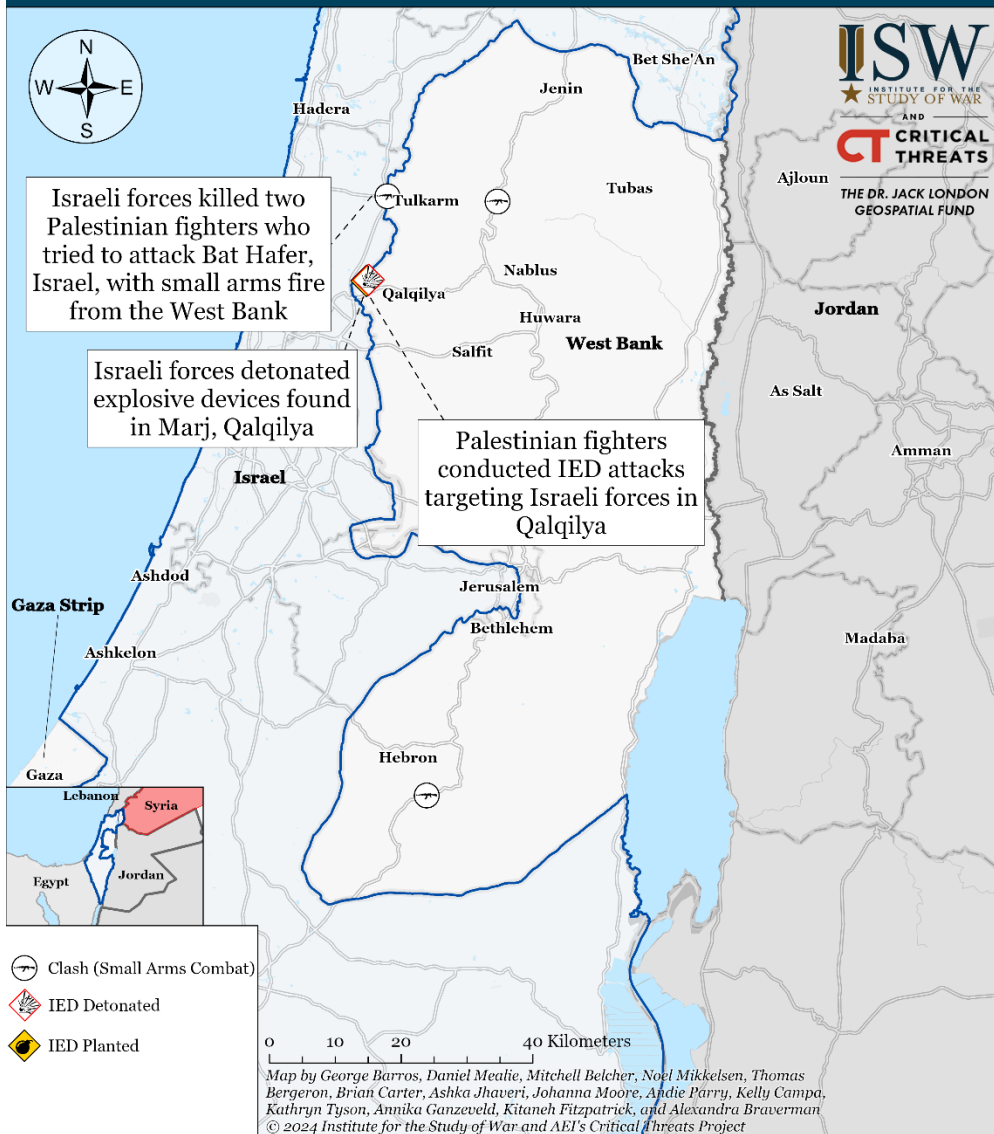 N
W E
S
ISW
INSTITUTE FOR THE
STUDY OF WAR
AND
CT CRITICAL
THREATS
THE DR. JACK LONDON
GEOSPATIAL FUND
Bet She'An
Jenin
Hadera
Ajloun
Tubas
Tulkarm
Israeli forces killed two
Palestinian fighters who
tried to attack Bat Hafer,
Israel, with small arms fire
from the West Bank
Nablus
Qalqilya
Huwara
Jordan
West Bank
Salfit
Israeli forces detonated
explosive devices found
in Marj, Qalqilya
As Salt
Palestinian fighters
conducted IED attacks
targeting Israeli forces in
Qalqilya
Amman
Israel
Ashdod
Jerusalem
Gaza Strip
Bethlehem
Madaba
Ashkelon
Hebron
Gaza
Lebanon
Syria
Egypt
Jordan
Clash (Small Arms Combat)
IED Detonated
IED Planted
0 20 40 Kilometers
Map by George Barros, Daniel Mealie, Mitchell Belcher, Noel Mikkelsen, Thomas
Bergeron, Brian Carter, Ashka Jhaveri, Johanna Moore, Andie Parry, Kelly Campa,
Kathryn Tyson, Annika Ganzeveld, Kitaneh Fitzpatrick, and Alexandra Braverman
© 2024 Institute for the Study of War and AEI's Critical Threats Project